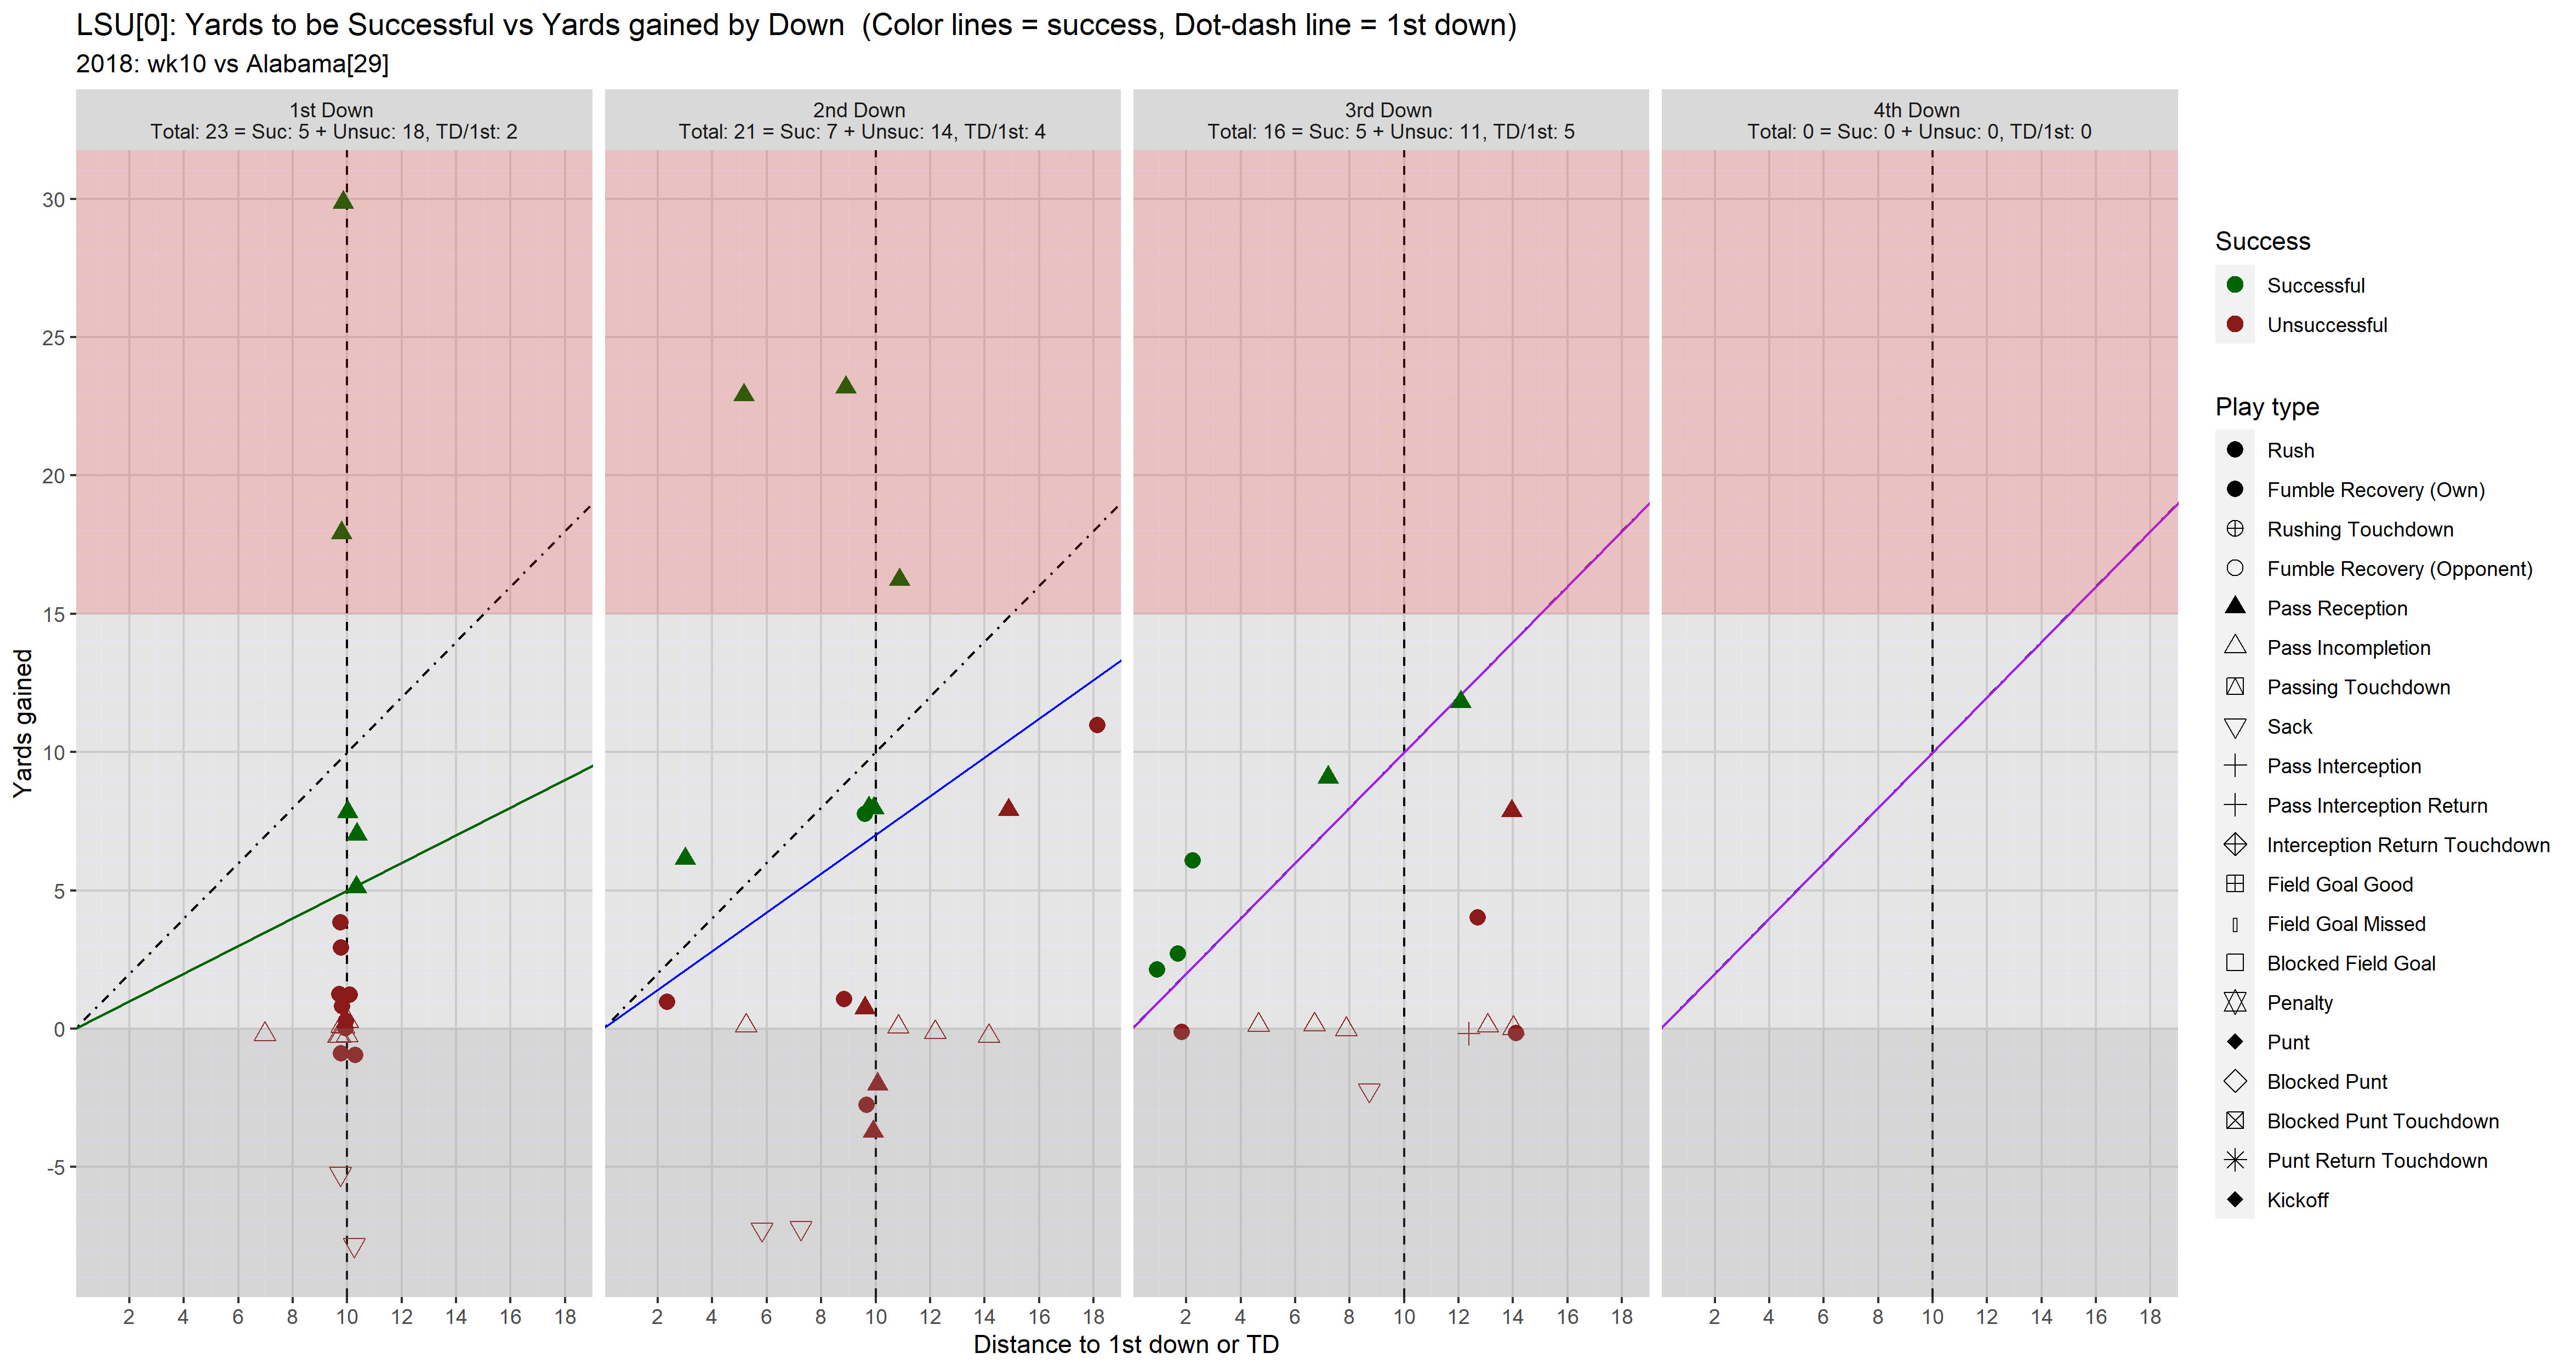 LSU[0]: Yards to be Successful vs Yards gained by Down  (Color lines = success, Dot-dash line = 1st down)
2018: wk10 vs Alabama[29]
1st Down
Total: 23 = Suc: 5 + Unsuc: 18, TD/1st: 2
2nd Down
Total: 21 = Suc: 7 + Unsuc: 14, TD/1st: 4
3rd Down
Total: 16 = Suc: 5 + Unsuc: 11, TD/1st: 5
4th Down
Total: 0 = Suc: 0 + Unsuc: 0, TD/1st: 0
Yards gained
30
25
20
15
10
5
0
-5
2 4 6 8 10 12 14 16 18
2 4 6 8 10 12 14 16 18
2 4 6 8 10 12 14 16 18
2 4 6 8 10 12 14 16 18
Distance to 1st down or TD
Success
Successful
Unsuccessful
Play type
Rush
Fumble Recovery (Own)
Rushing Touchdown
Fumble Recovery (Opponent)
Pass Reception
Pass Incompletion
Passing Touchdown
Sack
Pass Interception
Pass Interception Return
Interception Return Touchdown
Field Goal Good
Field Goal Missed
Blocked Field Goal
Penalty
Punt
Blocked Punt
Blocked Punt Touchdown
Punt Return Touchdown
Kickoff